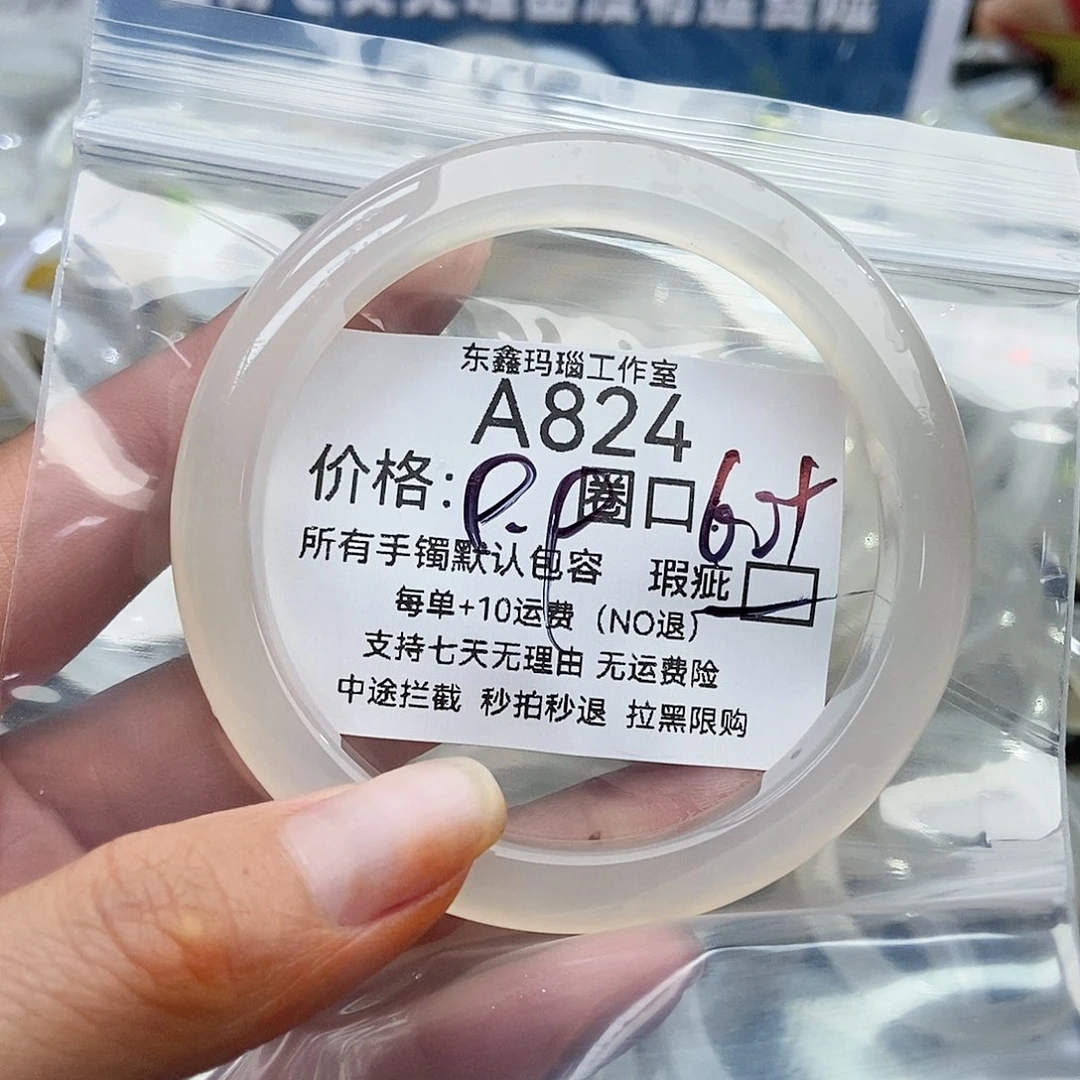 东鑫玛瑙工作室
A824
价格: P.P 圈口
所有手镯默认包容 瑕疵
每单+10运费（NO退）
支持七天无理由 无运费险
中途拦截 秒拍秒退 拉黑限购